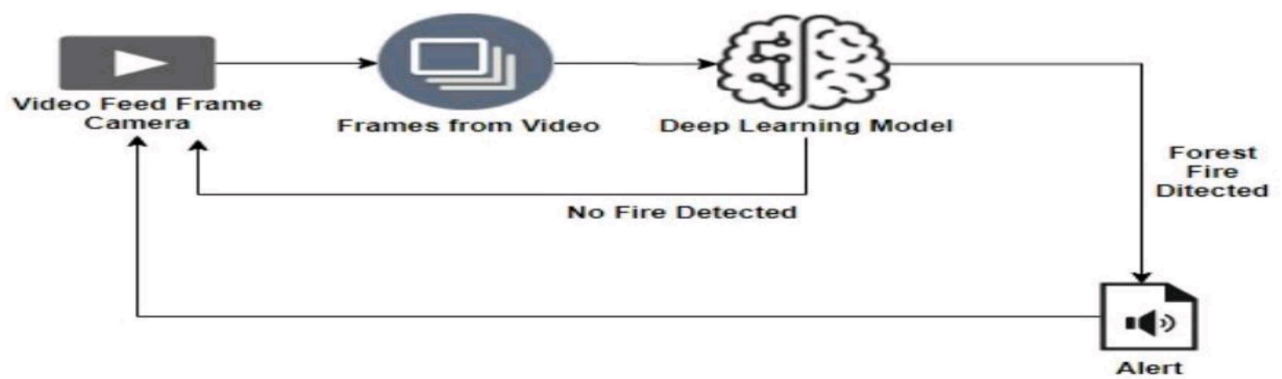 Video Feed Frame
Camera
Frames from Video
Deep Learning Model
Forest
Fire
Ditected
No Fire Detected
Alert